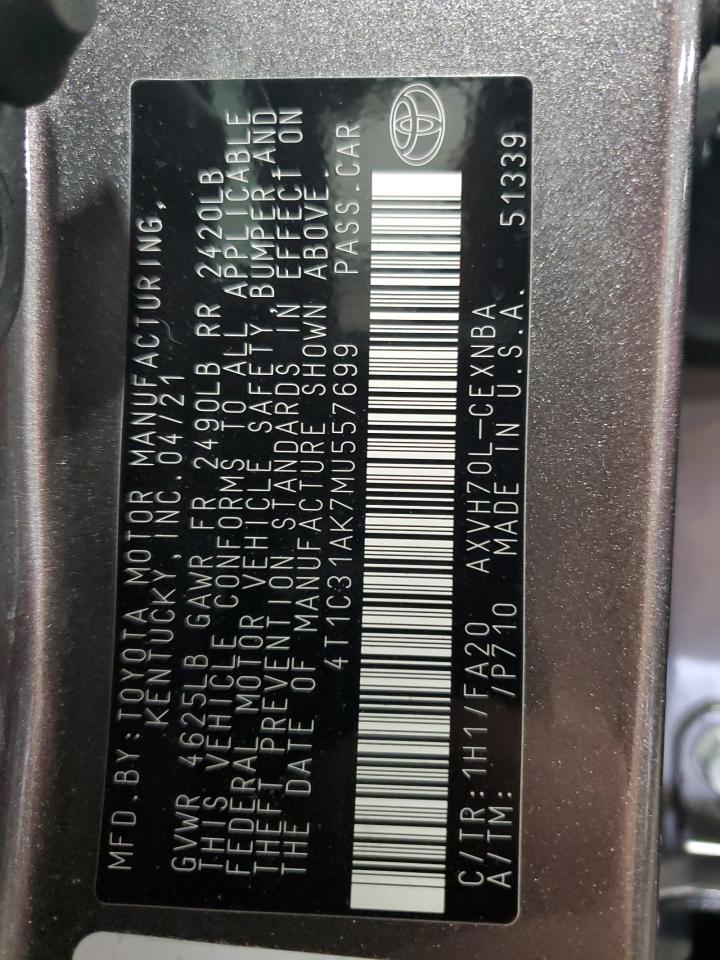 MFD.BY:TOYOTA MOTOR MANUFACTURING,
KENTUCKY,INC.04/21
GVWR 4625LB GAWR FR 2490LB RR 2420LB
THIS VEHICLE CONFORMS TO ALL APPLICABLE
FEDERAL MOTOR VEHICLE SAFETY,BUMPER,AND
THEFT PREVENTION STANDARDS IN EFFECT ON
THE DATE OF MANUFACTURE SHOWN ABOVE.
4T1C31AK7MU557699 PASS.CAR
C/TR:1H1/FA20 AXVH70L-CEXNBA
A/TM: /P710 MADE IN U.S.A. 51339